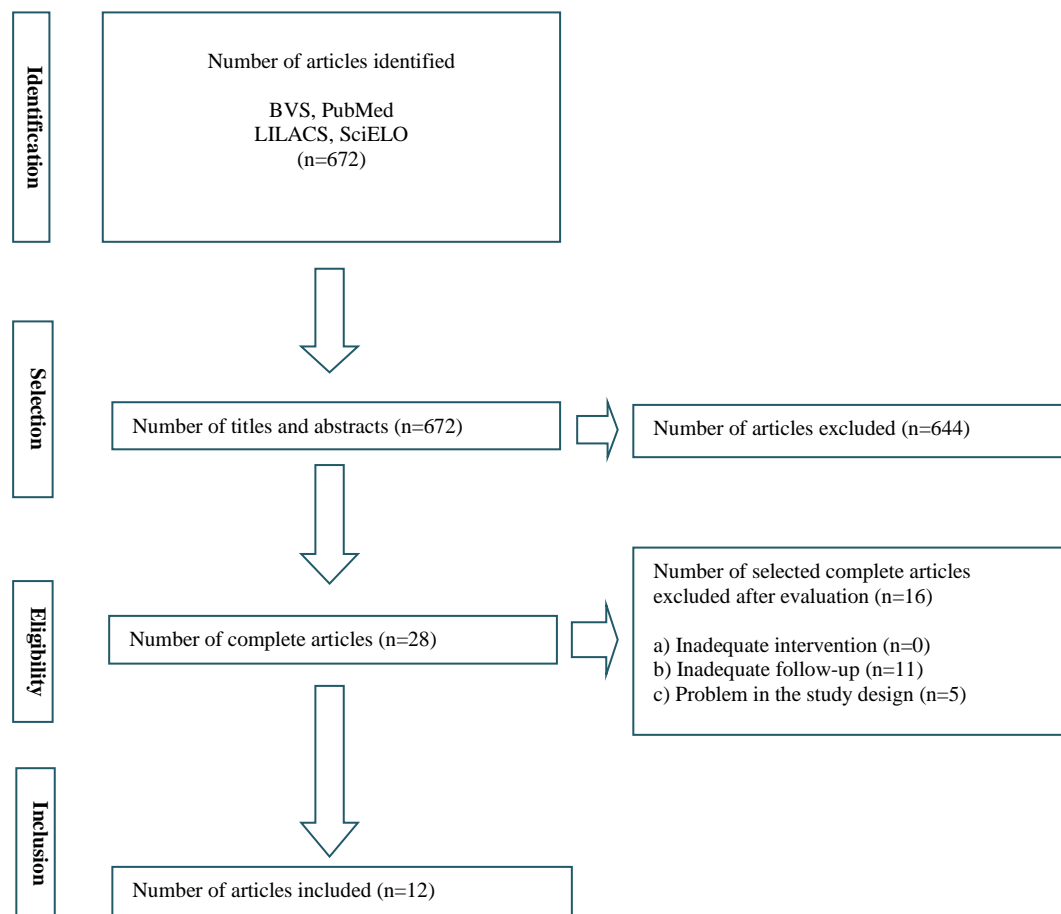 Identification
Number of articles identified
BVS, PubMed
LILACS, SciELO
(n=672)
Selection
Number of titles and abstracts (n=672)
Number of articles excluded (n=644)
Eligibility
Number of complete articles (n=28)
Number of selected complete articles
excluded after evaluation (n=16)
a) Inadequate intervention (n=0)
b) Inadequate follow-up (n=11)
c) Problem in the study design (n=5)
Inclusion
Number of articles included (n=12)